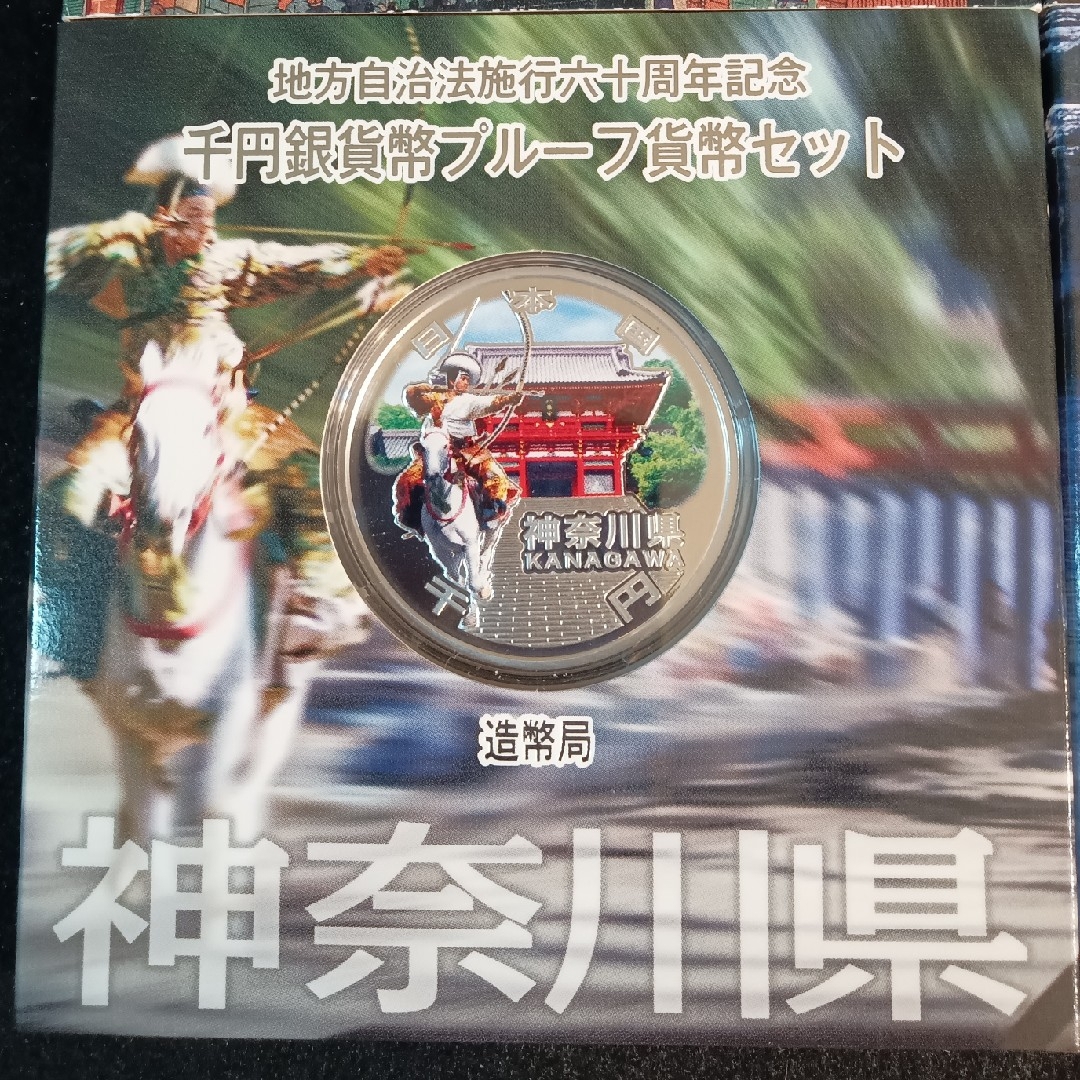 地方自治法施行六十周年記念
千円銀貨幣プルーフ貨幣セット
日本国
神奈川県
KANAGAWA
千円
造幣局
神奈川県